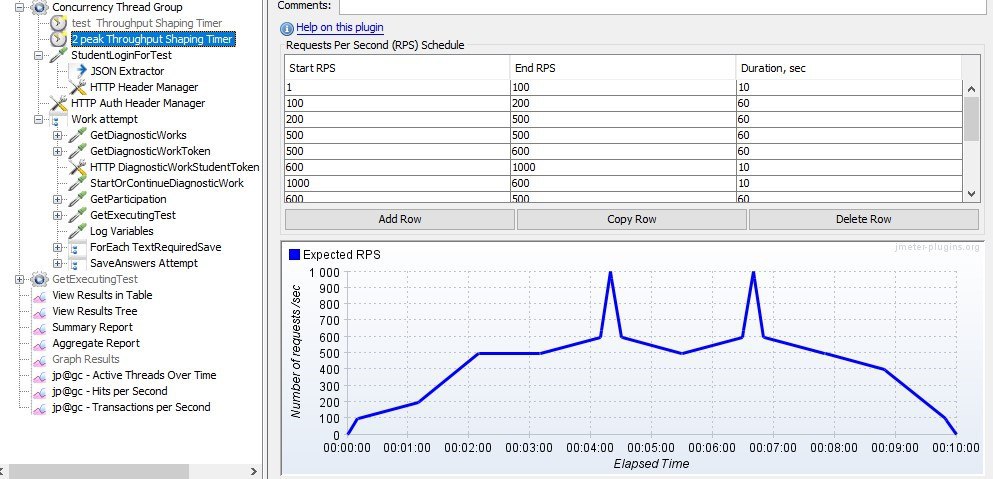 Concurrency Thread Group
test Throughput Shaping Timer
2 peak Throughput Shaping Timer
StudentLoginForTest
JSON Extractor
HTTP Header Manager
HTTP Auth Header Manager
Work attempt
GetDiagnosticWorks
GetDiagnosticWorkToken
HTTP DiagnosticWorkStudentToken
StartOrContinueDiagnosticWork
GetParticipation
GetExecutingTest
Log Variables
ForEach TextRequiredSave
SaveAnswers Attempt
GetExecutingTest
View Results in Table
View Results Tree
Summary Report
Aggregate Report
Graph Results
jp@gc - Active Threads Over Time
jp@gc - Hits per Second
jp@gc - Transactions per Second
Comments:
Help on this plugin
Requests Per Second (RPS) Schedule
Start RPS End RPS Duration, sec
1 100 10
100 200 60
200 500 60
500 500 60
500 600 60
600 1000 10
1000 600 10
600 500 60
Add Row Copy Row Delete Row
Expected RPS
jmeter-plugins.org
Number of requests /sec
1 000
900
800
700
600
500
400
300
200
100
0
00:00:00 00:01:00 00:02:00 00:03:00 00:04:00 00:05:00 00:06:00 00:07:00 00:08:00 00:09:00 00:10:00
Elapsed Time